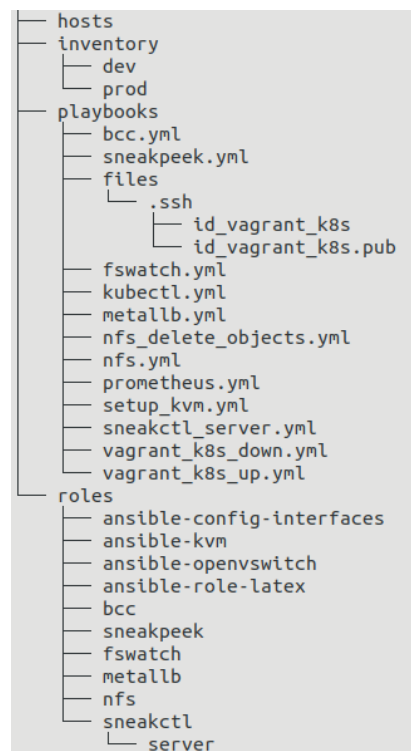 hosts
inventory
dev
prod
playbooks
bcc.yml
sneakpeek.yml
files
.ssh
id_vagrant_k8s
id_vagrant_k8s.pub
fswatch.yml
kubectl.yml
metallb.yml
nfs_delete_objects.yml
nfs.yml
prometheus.yml
setup_kvm.yml
sneakctl_server.yml
vagrant_k8s_down.yml
vagrant_k8s_up.yml
roles
ansible-config-interfaces
ansible-kvm
ansible-openvswitch
ansible-role-latex
bcc
sneakpeek
fswatch
metallb
nfs
sneakctl
server